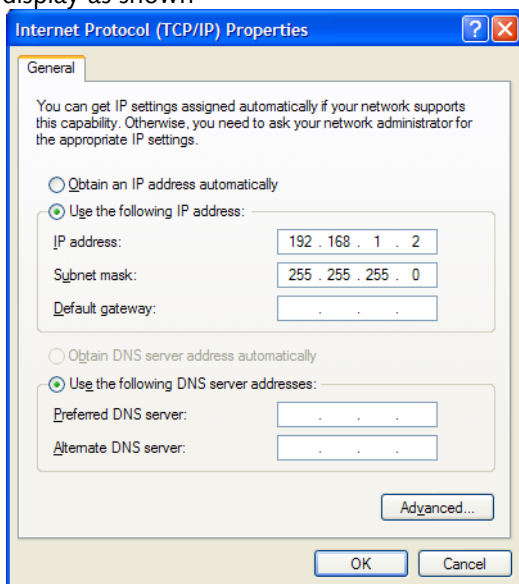 display as shown
Internet Protocol (TCP/IP) Properties
General
You can get IP settings assigned automatically if your network supports
this capability. Otherwise, you need to ask your network administrator for
the appropriate IP settings.
Obtain an IP address automatically
Use the following IP address:
IP address: 192 . 168 . 1 . 2
Subnet mask: 255 . 255 . 255 . 0
Default gateway: . . .
Obtain DNS server address automatically
Use the following DNS server addresses:
Preferred DNS server: . . .
Alternate DNS server: . . .
Advanced...
OK Cancel